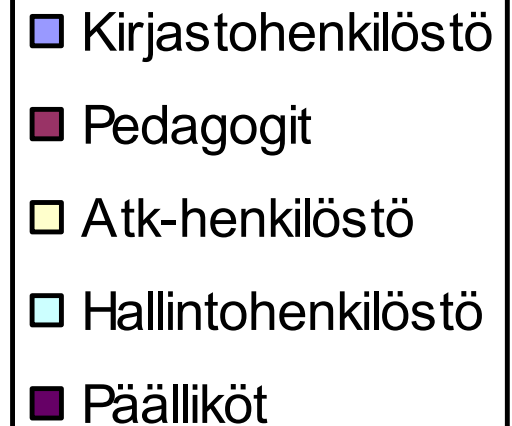 Kirjastohenkilöstö
Pedagogit
Atk-henkilöstö
Hallintohenkilöstö
Päälliköt